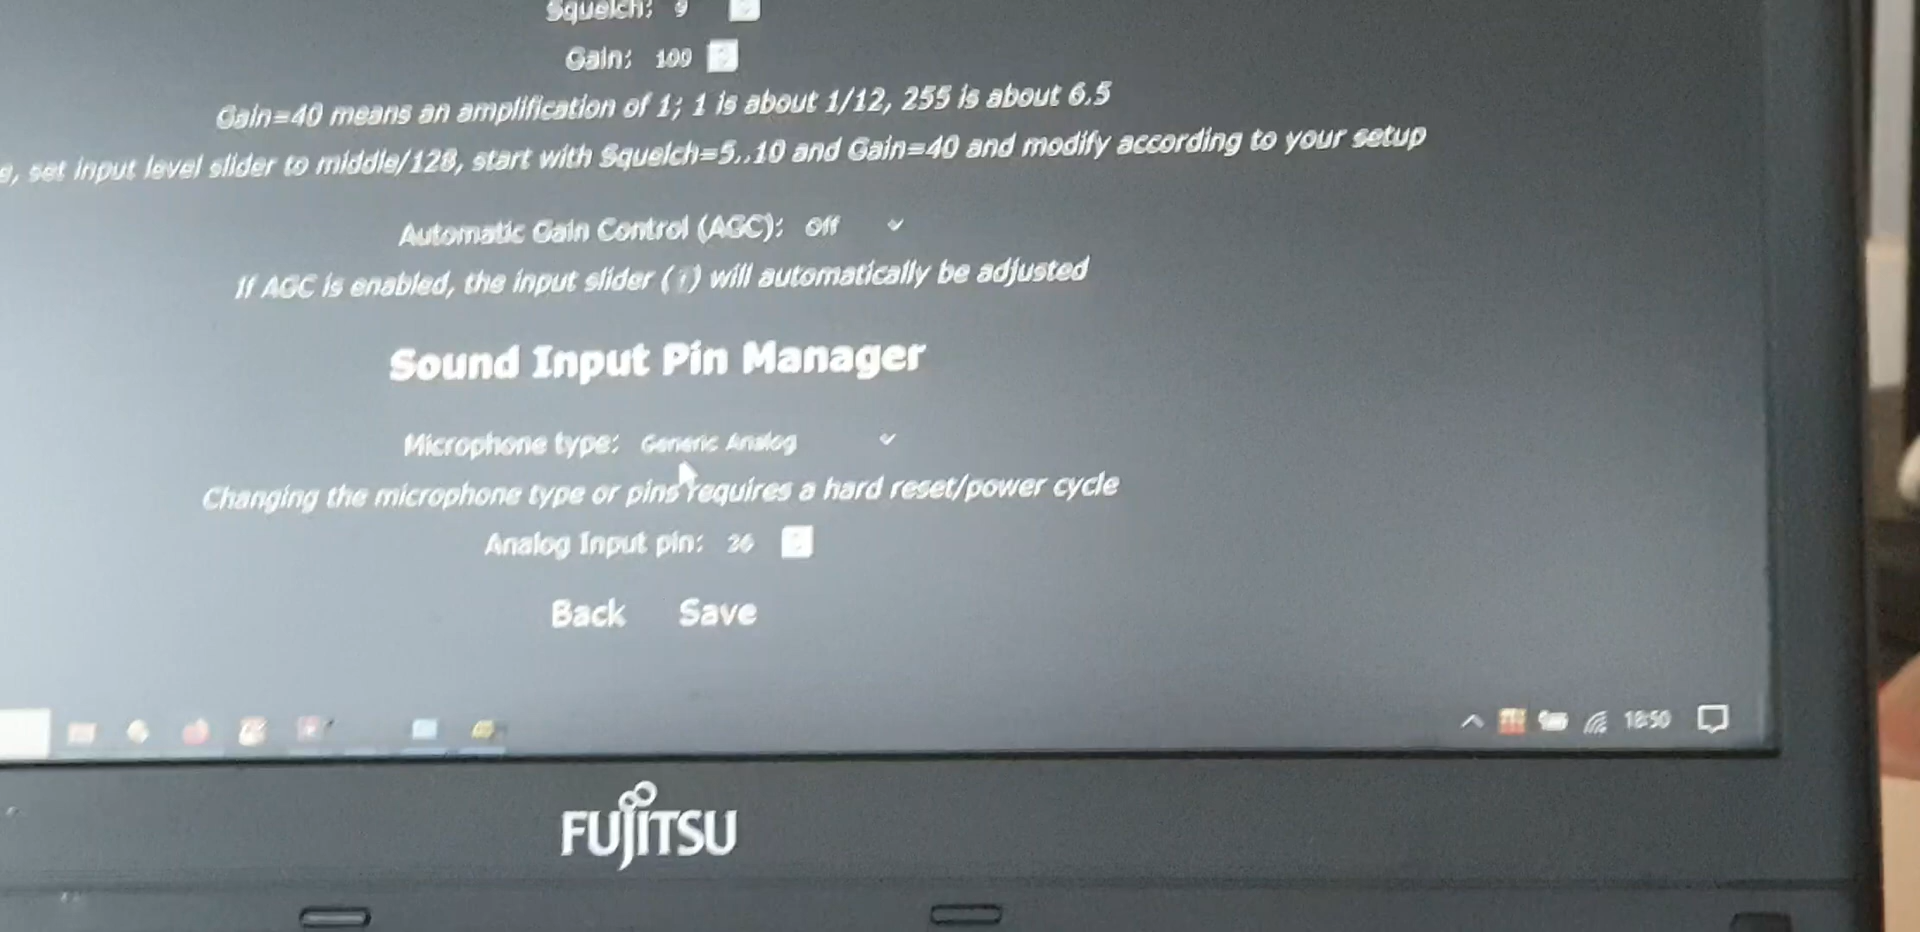 Squelch: 9
Gain: 100
Gain=40 means an amplification of 1; 1 is about 1/12, 255 is about 6.5
set input level slider to middle/128, start with Squelch=5..10 and Gain=40 and modify according to your setup
Automatic Gain Control (AGC): Off
If AGC is enabled, the input slider (1) will automatically be adjusted
Sound Input Pin Manager
Microphone type: Generic Analog
Changing the microphone type or pins requires a hard reset/power cycle
Analog Input pin: 36
Back Save
18:50
FUJITSU